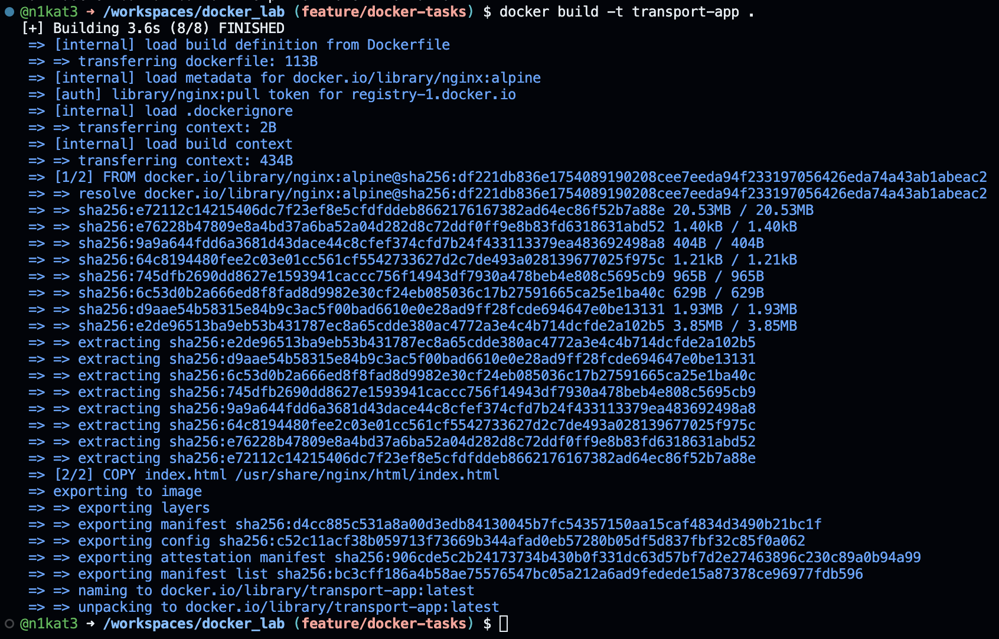 @n1kat3 ➜ /workspaces/docker_lab (feature/docker-tasks) $ docker build -t transport-app .
[+] Building 3.6s (8/8) FINISHED
=> [internal] load build definition from Dockerfile
=> => transferring dockerfile: 113B
=> [internal] load metadata for docker.io/library/nginx:alpine
=> [auth] library/nginx:pull token for registry-1.docker.io
=> [internal] load .dockerignore
=> => transferring context: 2B
=> [internal] load build context
=> => transferring context: 434B
=> [1/2] FROM docker.io/library/nginx:alpine@sha256:df221db836e1754089190208cee7eeda94f233197056426eda74a43ab1abeac2
=> => resolve docker.io/library/nginx:alpine@sha256:df221db836e1754089190208cee7eeda94f233197056426eda74a43ab1abeac2
=> => sha256:e72112c14215406dc7f23ef8e5cfdfddeb8662176167382ad64ec86f52b7a88e 20.53MB / 20.53MB
=> => sha256:e76228b47809e8a4bd37a6ba52a04d282d8c72ddf0ff9e8b83fd6318631abd52 1.40kB / 1.40kB
=> => sha256:9a9a644fdd6a3681d43dace44c8cfef374cfd7b24f433113379ea483692498a8 404B / 404B
=> => sha256:64c8194480fee2c03e01cc561cf5542733627d2c7de493a028139677025f975c 1.21kB / 1.21kB
=> => sha256:745dfb2690dd8627e1593941caccc756f14943df7930a478beb4e808c5695cb9 965B / 965B
=> => sha256:6c53d0b2a666ed8f8fad8d9982e30cf24eb085036c17b27591665ca25e1ba40c 629B / 629B
=> => sha256:d9aae54b58315e84b9c3ac5f00bad6610e0e28ad9ff28fcde694647e0be13131 1.93MB / 1.93MB
=> => sha256:e2de96513ba9eb53b431787ec8a65cdde380ac4772a3e4c4b714dcfde2a102b5 3.85MB / 3.85MB
=> => extracting sha256:e2de96513ba9eb53b431787ec8a65cdde380ac4772a3e4c4b714dcfde2a102b5
=> => extracting sha256:d9aae54b58315e84b9c3ac5f00bad6610e0e28ad9ff28fcde694647e0be13131
=> => extracting sha256:6c53d0b2a666ed8f8fad8d9982e30cf24eb085036c17b27591665ca25e1ba40c
=> => extracting sha256:745dfb2690dd8627e1593941caccc756f14943df7930a478beb4e808c5695cb9
=> => extracting sha256:9a9a644fdd6a3681d43dace44c8cfef374cfd7b24f433113379ea483692498a8
=> => extracting sha256:64c8194480fee2c03e01cc561cf5542733627d2c7de493a028139677025f975c
=> => extracting sha256:e76228b47809e8a4bd37a6ba52a04d282d8c72ddf0ff9e8b83fd6318631abd52
=> => extracting sha256:e72112c14215406dc7f23ef8e5cfdfddeb8662176167382ad64ec86f52b7a88e
=> [2/2] COPY index.html /usr/share/nginx/html/index.html
=> exporting to image
=> => exporting layers
=> => exporting manifest sha256:d4cc885c531a8a00d3edb84130045b7fc54357150aa15caf4834d3490b21bc1f
=> => exporting config sha256:c52c11acf38b059713f73669b344afad0eb57280b05df5d837fbf32c85f0a062
=> => exporting attestation manifest sha256:906cde5c2b24173734b430b0f331dc63d57bf7d2e27463896c230c89a0b94a99
=> => exporting manifest list sha256:bc3cff186a4b58ae75576547bc05a212a6ad9fedede15a87378ce96977fdb596
=> => naming to docker.io/library/transport-app:latest
=> => unpacking to docker.io/library/transport-app:latest
@n1kat3 ➜ /workspaces/docker_lab (feature/docker-tasks) $